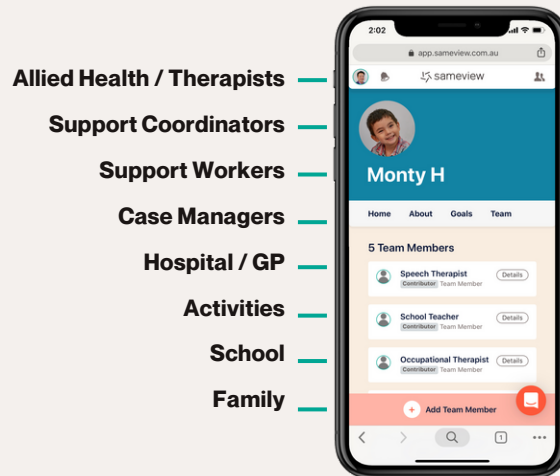 Allied Health / Therapists
Support Coordinators
Support Workers
Case Managers
Hospital / GP
Activities
School
Family
2:02
app.sameview.com.au
sameview
Monty H
Home About Goals Team
5 Team Members
Speech Therapist
Contributor Team Member
Details
School Teacher
Contributor Team Member
Details
Occupational Therapist
Contributor Team Member
Details
+ Add Team Member
1